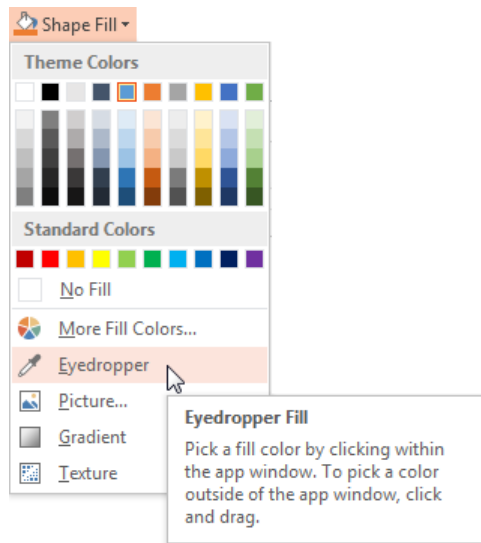 Shape Fill
Theme Colors
Standard Colors
No Fill
More Fill Colors...
Eyedropper
Picture...
Gradient
Texture
Eyedropper Fill
Pick a fill color by clicking within
the app window. To pick a color
outside of the app window, click
and drag.